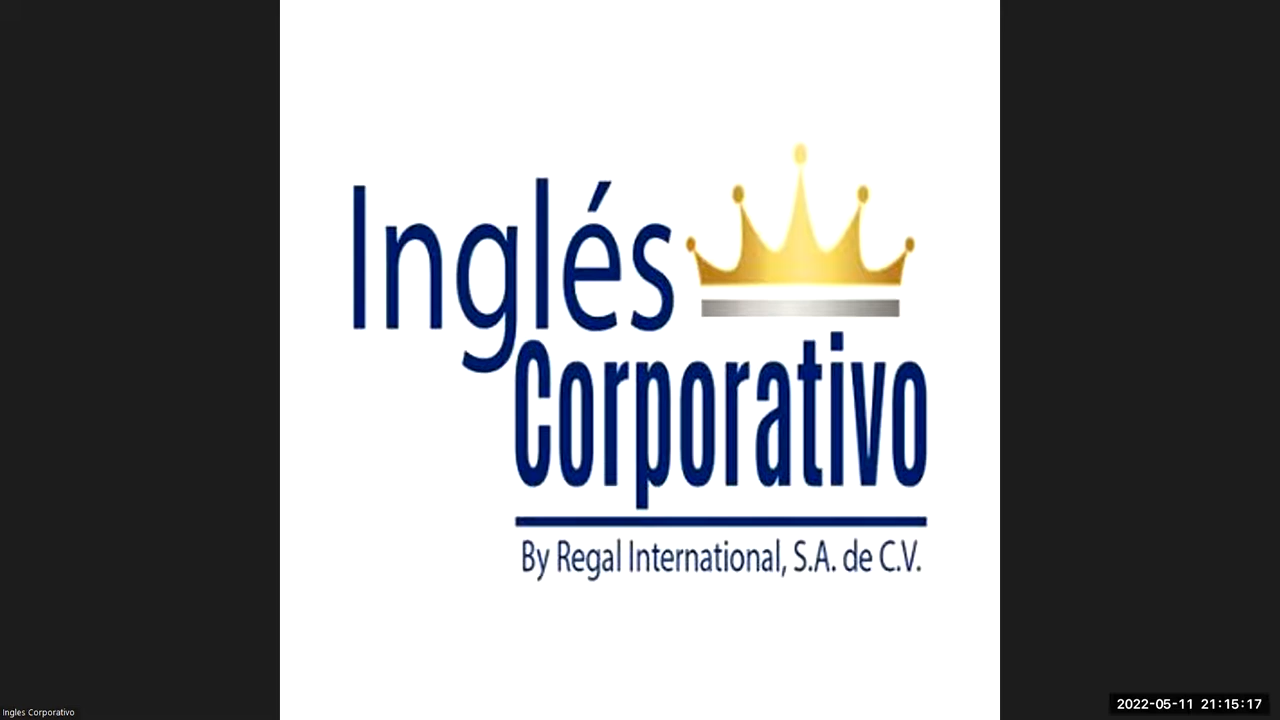 Inglés
Corporativo
By Regal International, S.A. de C.V.
Ingles Corporativo
2022-05-11 21:15:17